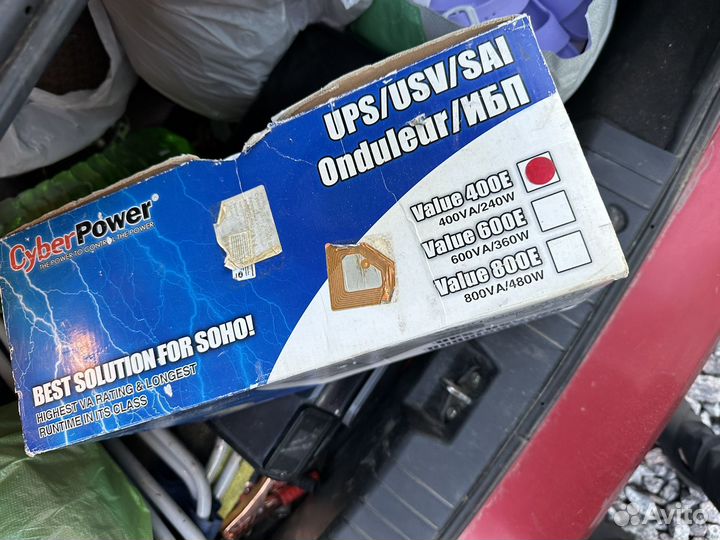 UPS/USV/SAI
Onduleur/ИБП
CyberPower®
THE POWER TO CONTROL THE POWER
Value 400E
400VA/240W
Value 600E
600VA/360W
Value 800E
800VA/480W
BEST SOLUTION FOR SOHO!
HIGHEST VA RATING & LONGEST
RUNTIME IN ITS CLASS
Avito